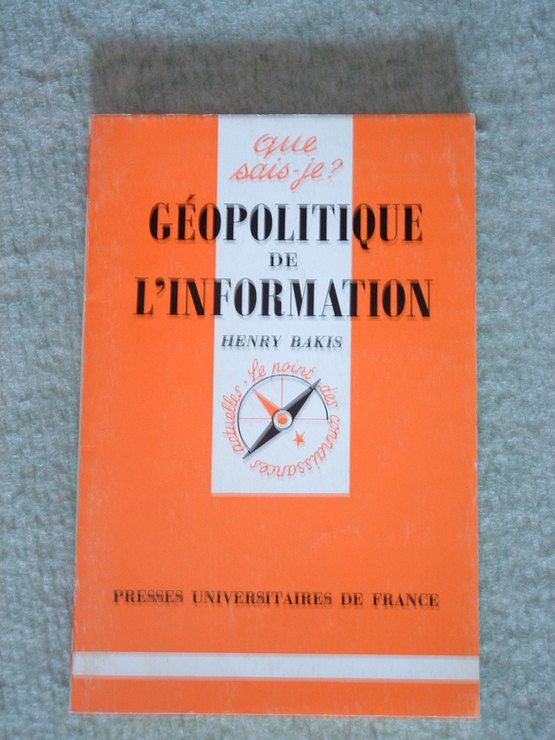 que
sais-je?
GÉOPOLITIQUE
DE
L'INFORMATION
HENRY BAKIS
Le point des connaissances actuelles.
PRESSES UNIVERSITAIRES DE FRANCE